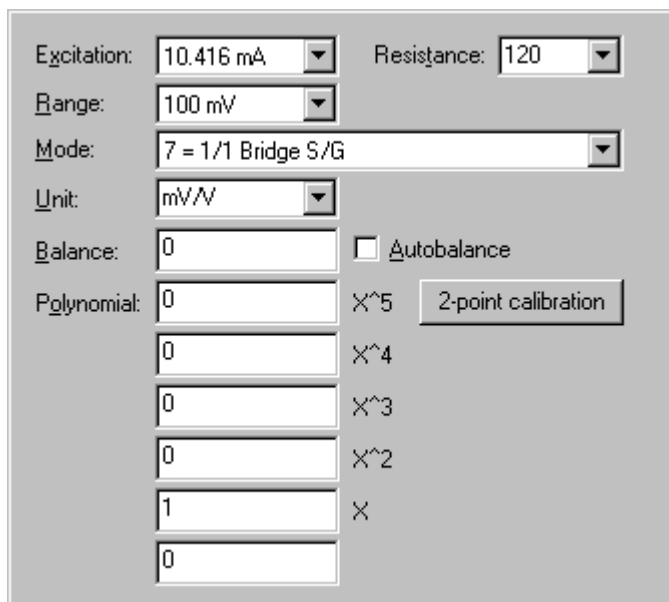 Excitation: 10.416 mA Resistance: 120
Range: 100 mV
Mode: 7 = 1/1 Bridge S/G
Unit: mV/V
Balance: 0 Autobalance
Polynomial: 0 X^5 2-point calibration
0 X^4
0 X^3
0 X^2
1 X
0